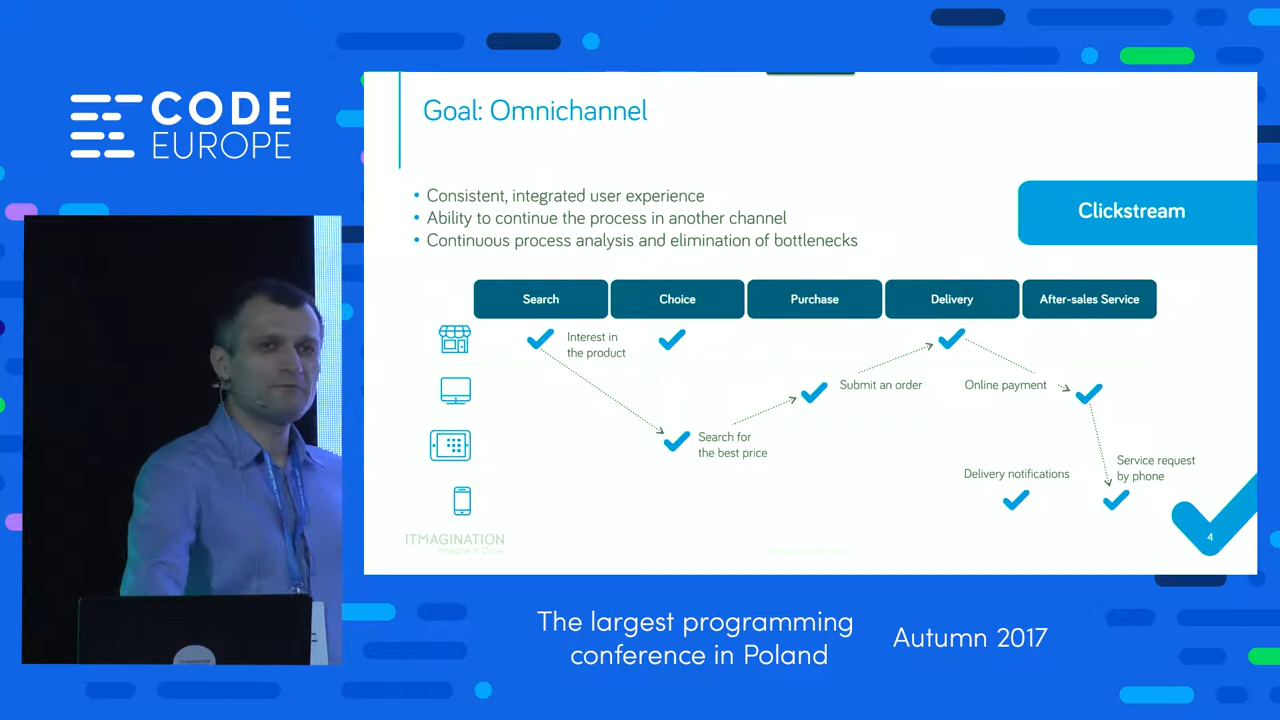 CODE
EUROPE
Goal: Omnichannel
• Consistent, integrated user experience
• Ability to continue the process in another channel
• Continuous process analysis and elimination of bottlenecks
Clickstream
Search
Choice
Purchase
Delivery
After-sales Service
Interest in
the product
Submit an order
Online payment
Search for
the best price
Delivery notifications
Service request
by phone
ITMAGINATION
Imagine it. Done.
4
The largest programming
conference in Poland
Autumn 2017